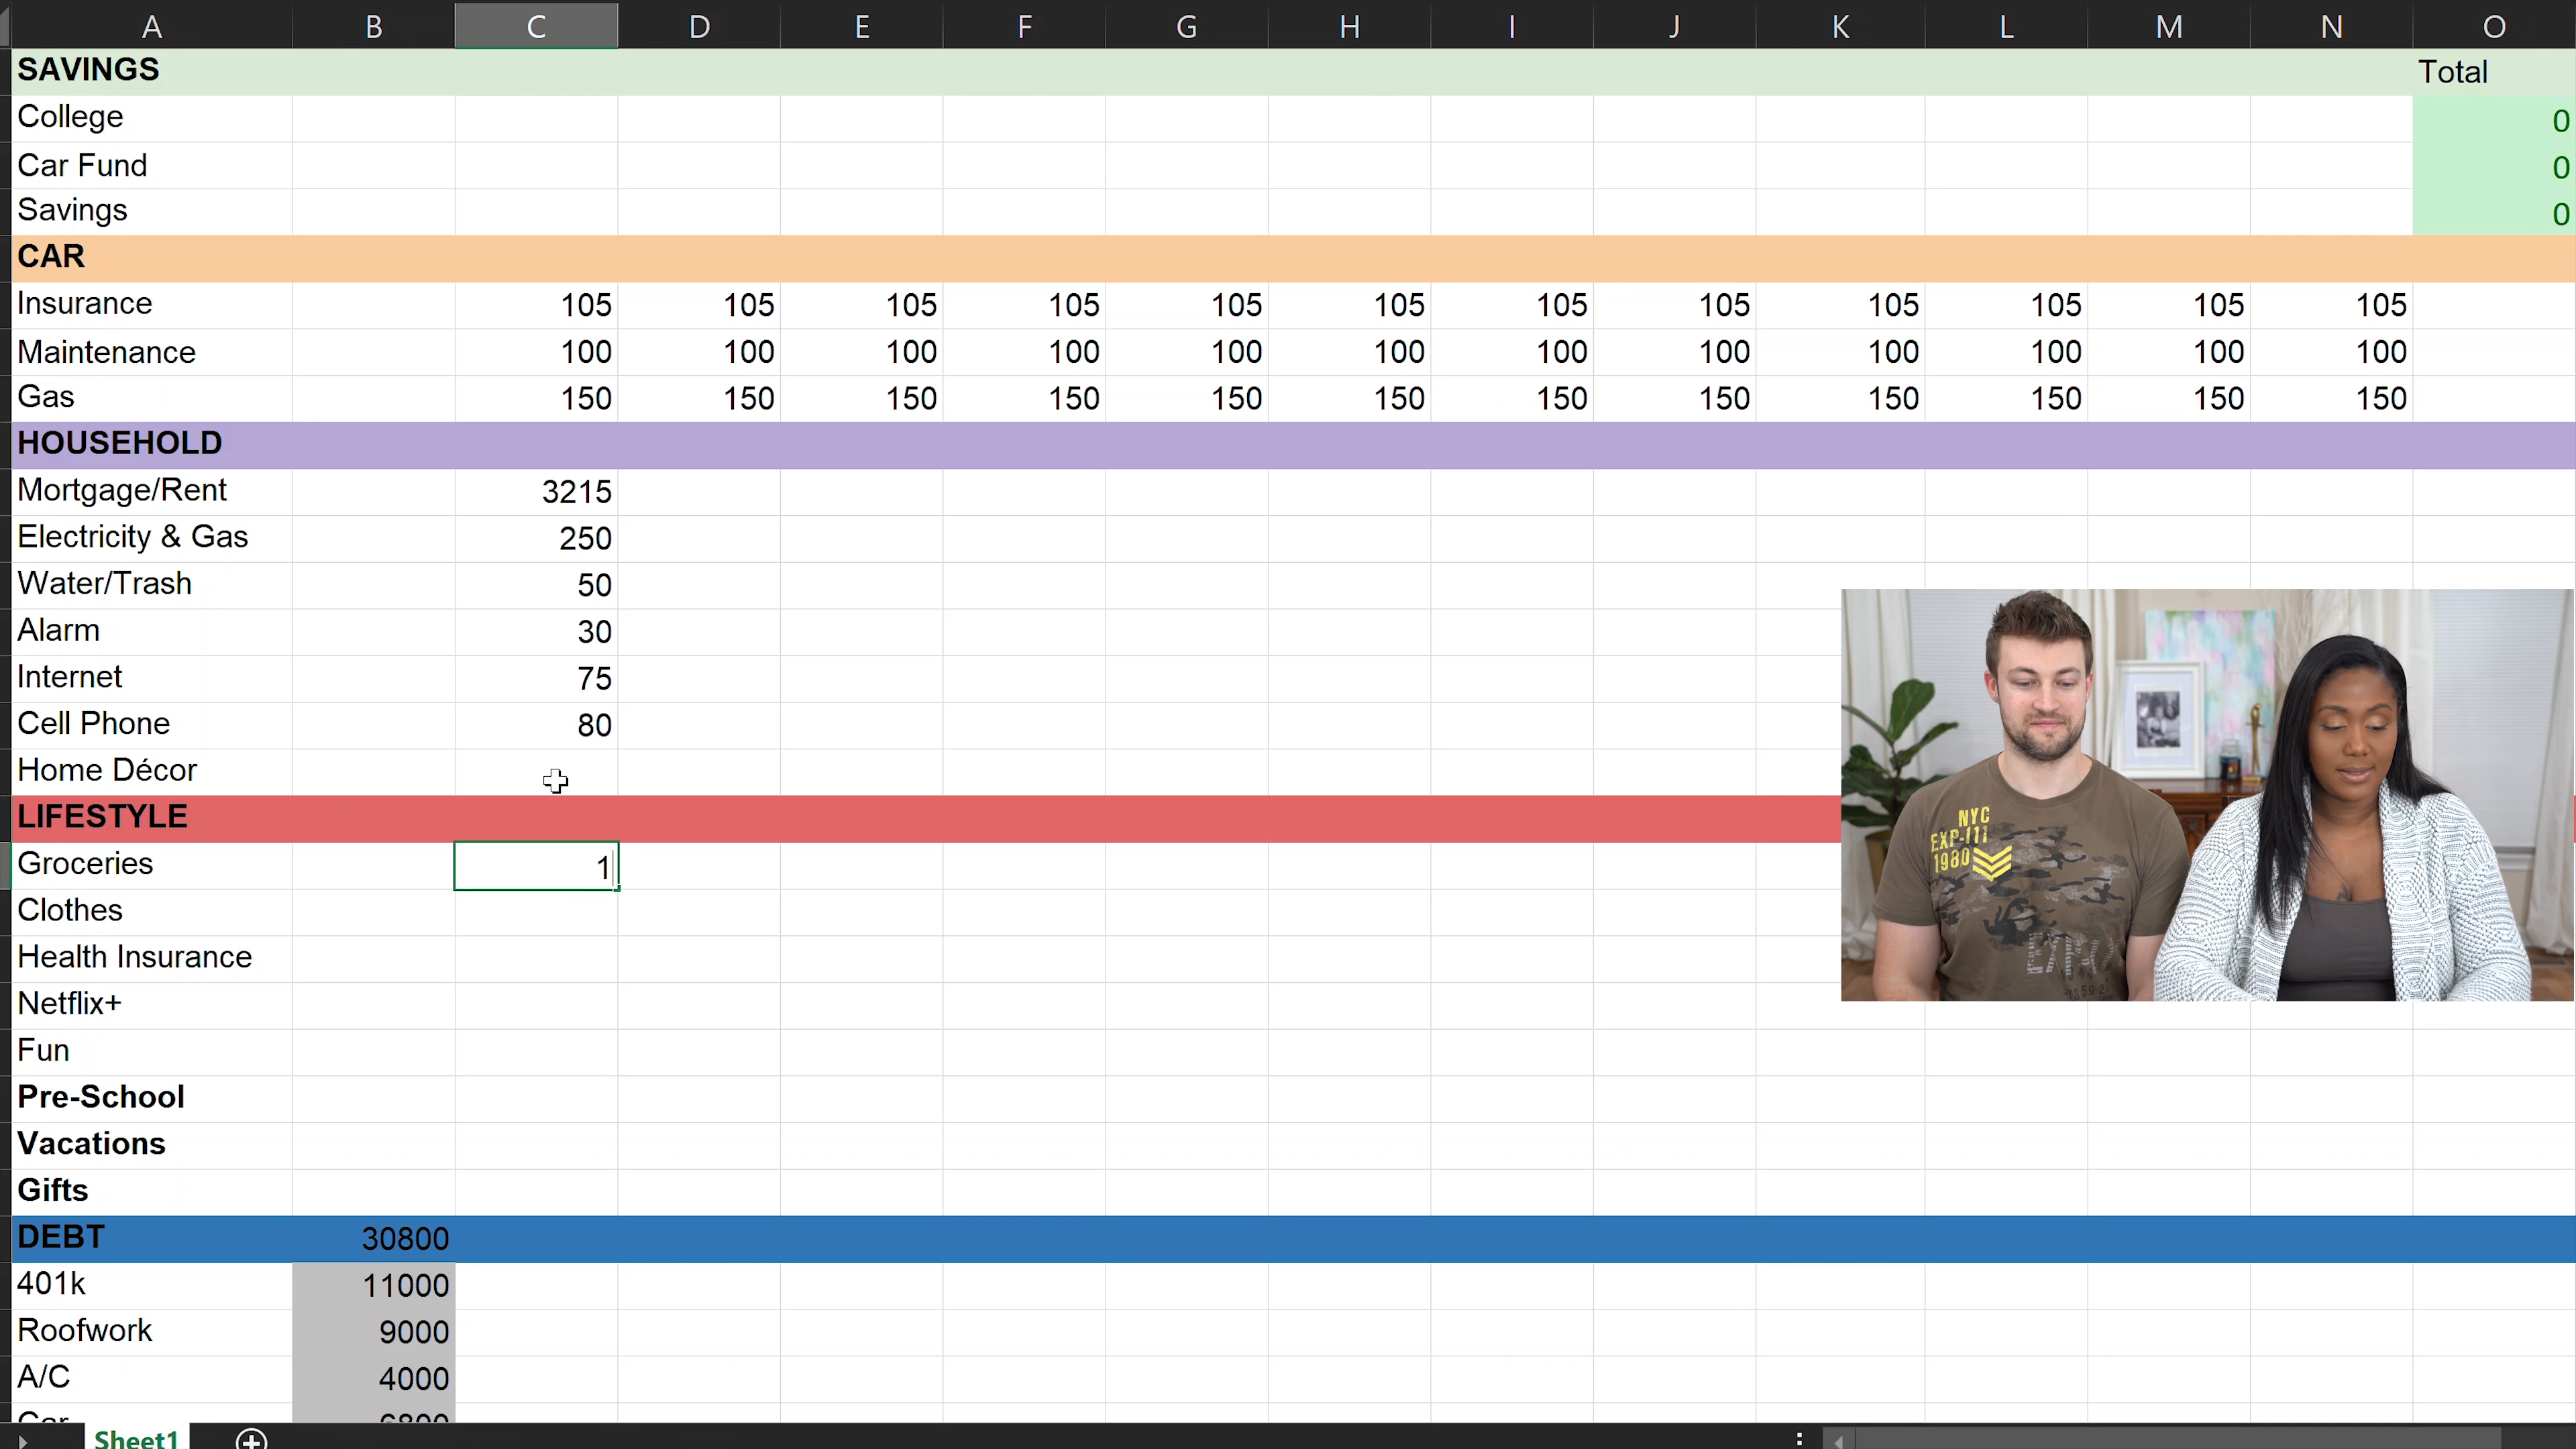 A B C D E F G H I J K L M N O
SAVINGS Total
College 0
Car Fund 0
Savings 0
CAR
Insurance 105 105 105 105 105 105 105 105 105 105 105 105
Maintenance 100 100 100 100 100 100 100 100 100 100 100 100
Gas 150 150 150 150 150 150 150 150 150 150 150 150
HOUSEHOLD
Mortgage/Rent 3215
Electricity & Gas 250
Water/Trash 50
Alarm 30
Internet 75
Cell Phone 80
Home Décor
LIFESTYLE
Groceries 1
Clothes
Health Insurance
Netflix+
Fun
Pre-School
Vacations
Gifts
DEBT 30800
401k 11000
Roofwork 9000
A/C 4000
Car 6800
Sheet1
NYC
EXP-111
1980